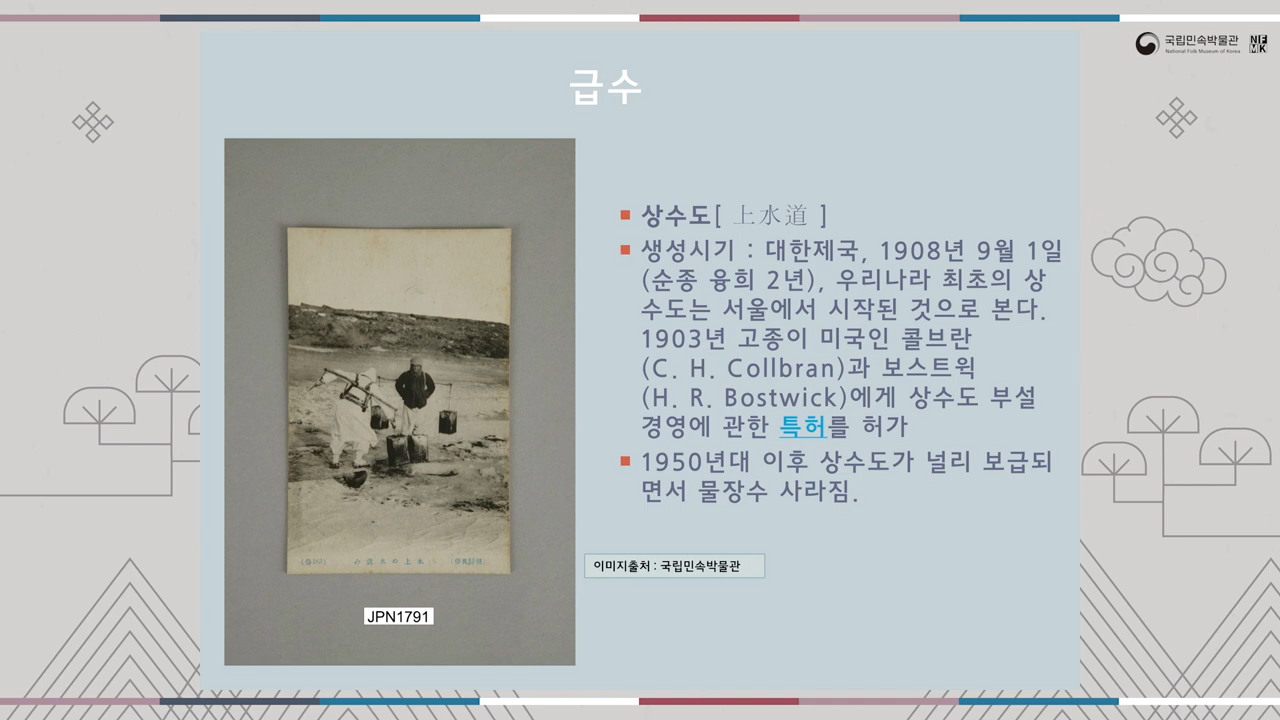 국립민속박물관
National Folk Museum of Korea
NF
MK
급수
상수도[ 上水道 ]
생성시기 : 대한제국, 1908년 9월 1일
(순종 융희 2년), 우리나라 최초의 상
수도는 서울에서 시작된 것으로 본다.
1903년 고종이 미국인 콜브란
(C. H. Collbran)과 보스트윅
(H. R. Bostwick)에게 상수도 부설
경영에 관한 특허를 허가
1950년대 이후 상수도가 널리 보급되
면서 물장수 사라짐.
이미지출처 : 국립민속박물관
JPN1791